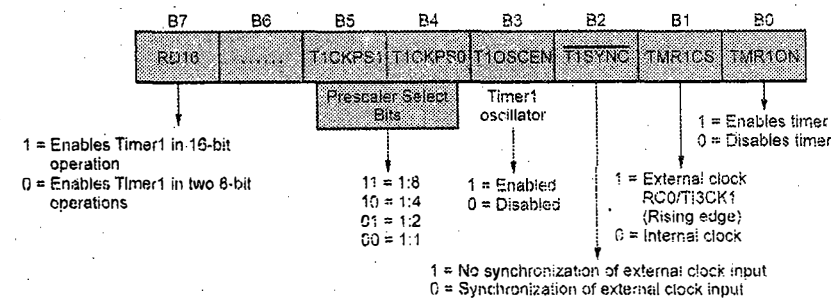 B7 B6 B5 B4 B3 B2 B1 B0
RD16 ...... T1CKPS1 T1CKPS0 T1OSCEN T1SYNC TMR1CS TMR1ON
Prescaler Select
Bits
Timer1
oscillator
1 = Enables timer
0 = Disables timer
1 = Enables Timer1 in 16-bit
operation
0 = Enables Timer1 in two 8-bit
operations
11 = 1:8
10 = 1:4
01 = 1:2
00 = 1:1
1 = Enabled
0 = Disabled
1 = External clock
RC0/T13CK1
(Rising edge)
0 = Internal clock
1 = No synchronization of external clock input
0 = Synchronization of external clock input